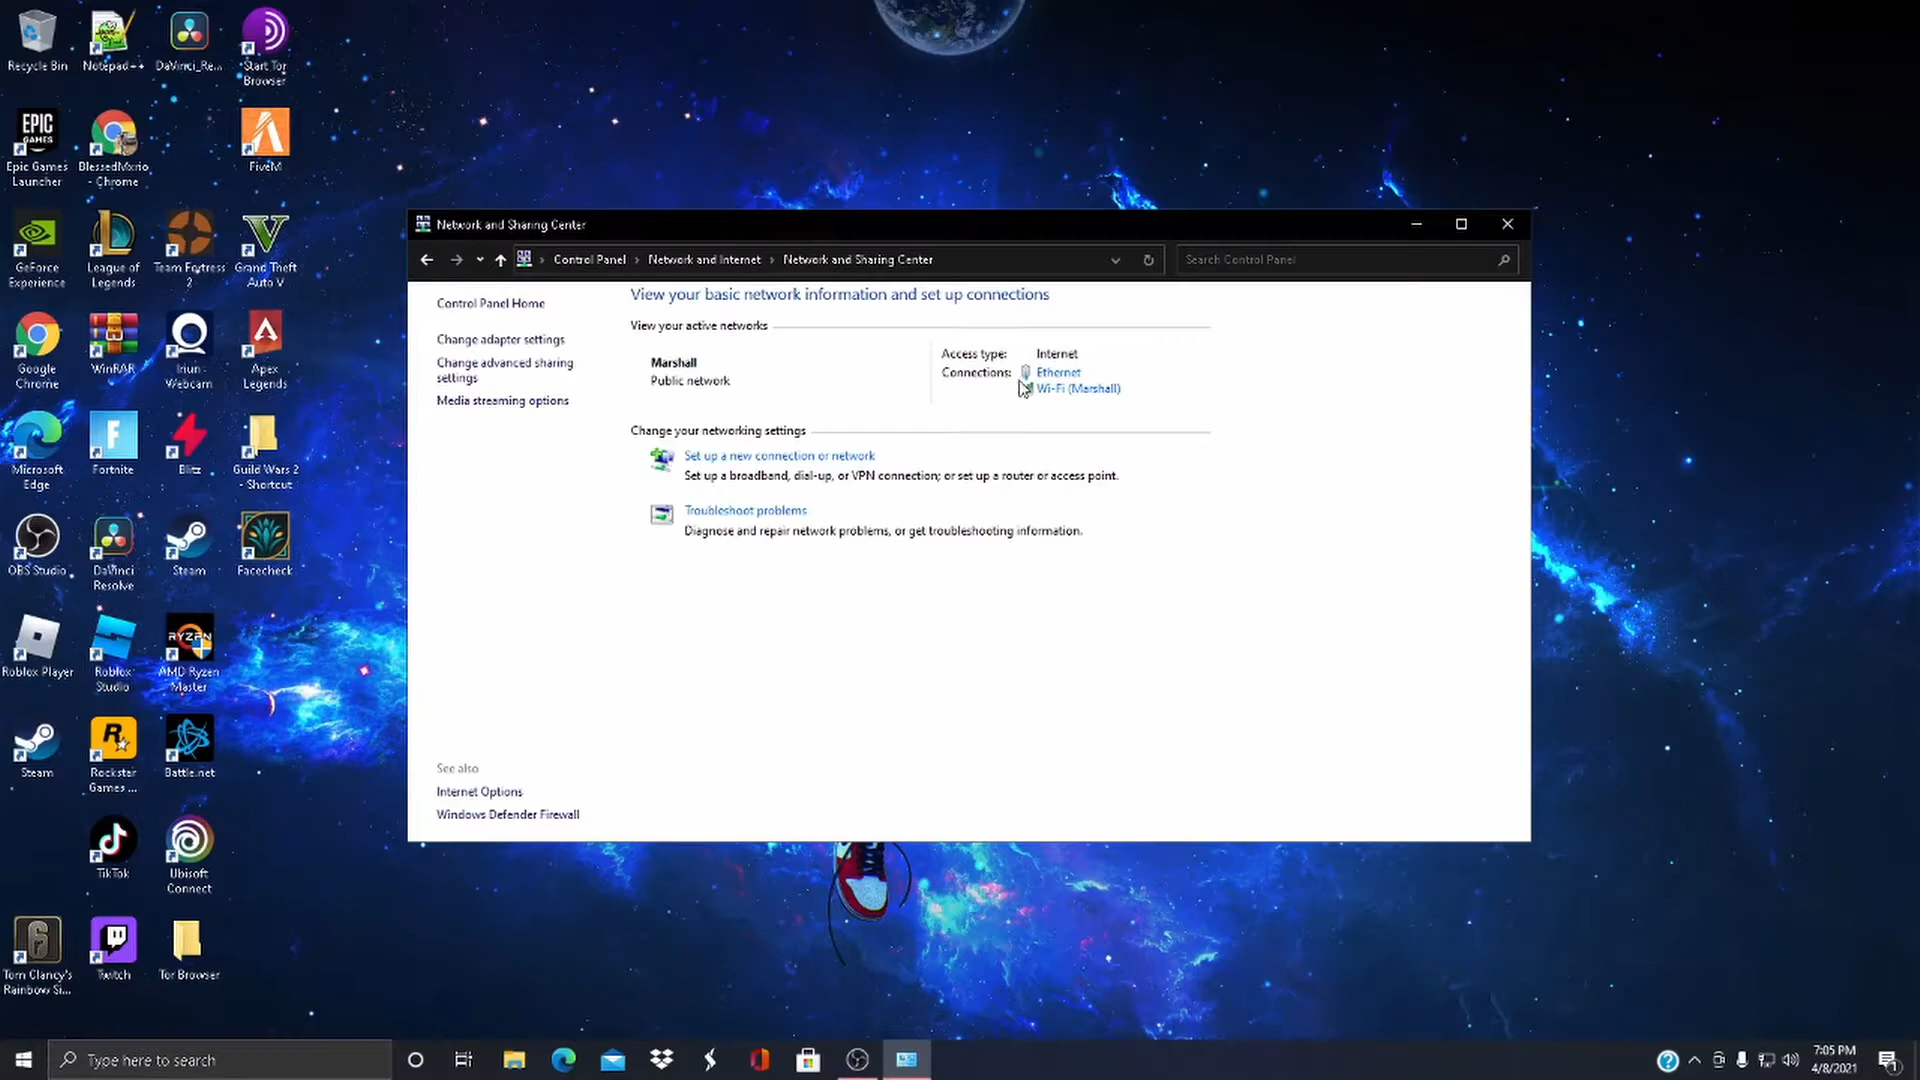 Recycle Bin
Notepad++
DaVinci_Re...
Start Tor
Browser
EPIC
GAMES
Epic Games
Launcher
BlessedMxrio
- Chrome
FiveM
GeForce
Experience
League of
Legends
Team Fortress
2
Grand Theft
Auto V
Google
Chrome
WinRAR
Iriun
Webcam
Apex
Legends
Microsoft
Edge
Fortnite
Blitz
Guild Wars 2
- Shortcut
OBS Studio
DaVinci
Resolve
Steam
Facecheck
Roblox Player
Roblox
Studio
RYZEN
AMD Ryzen
Master
Steam
Rockstar
Games ...
Battle.net
TikTok
Ubisoft
Connect
Tom Clancy's
Rainbow Si...
Twitch
Tor Browser
Network and Sharing Center
Control Panel > Network and Internet > Network and Sharing Center
Search Control Panel
Control Panel Home
Change adapter settings
Change advanced sharing
settings
Media streaming options
View your basic network information and set up connections
View your active networks
Marshall
Public network
Access type: Internet
Connections: Ethernet
Wi-Fi (Marshall)
Change your networking settings
Set up a new connection or network
Set up a broadband, dial-up, or VPN connection; or set up a router or access point.
Troubleshoot problems
Diagnose and repair network problems, or get troubleshooting information.
See also
Internet Options
Windows Defender Firewall
Type here to search
7:05 PM
4/8/2021